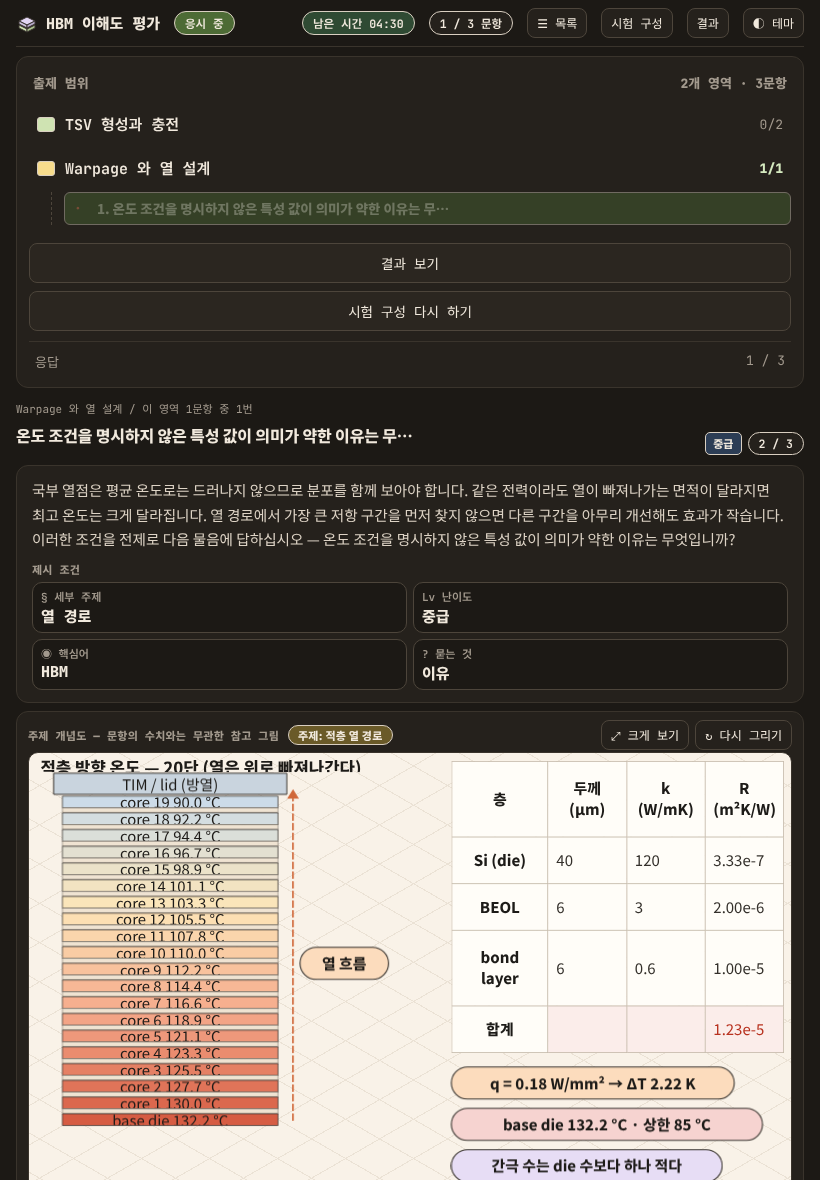 HBM 이해도 평가
응시 중
남은 시간 04:30
1 / 3 문항
☰ 목록
시험 구성
결과
◐ 테마
출제 범위
2개 영역 · 3문항
TSV 형성과 충전
0/2
Warpage 와 열 설계
1/1
1. 온도 조건을 명시하지 않은 특성 값이 의미가 약한 이유는 무…
결과 보기
시험 구성 다시 하기
응답
1 / 3
Warpage 와 열 설계 / 이 영역 1문항 중 1번
온도 조건을 명시하지 않은 특성 값이 의미가 약한 이유는 무…
중급
2 / 3
국부 열점은 평균 온도로는 드러나지 않으므로 분포를 함께 보아야 합니다. 같은 전력이라도 열이 빠져나가는 면적이 달라지면
최고 온도는 크게 달라집니다. 열 경로에서 가장 큰 저항 구간을 먼저 찾지 않으면 다른 구간을 아무리 개선해도 효과가 작습니다.
이러한 조건을 전제로 다음 물음에 답하십시오 — 온도 조건을 명시하지 않은 특성 값이 의미가 약한 이유는 무엇입니까?
제시 조건
§ 세부 주제
열 경로
Lv 난이도
중급
◉ 핵심어
HBM
? 묻는 것
이유
주제 개념도 — 문항의 수치와는 무관한 참고 그림
주제: 적층 열 경로
⤢ 크게 보기
↻ 다시 그리기
적층 방향 온도 — 20단 (열은 위로 빠져나간다)
TIM / lid (방열)
core 19 90.0 °C
core 18 92.2 °C
core 17 94.4 °C
core 16 96.7 °C
core 15 98.9 °C
core 14 101.1 °C
core 13 103.3 °C
core 12 105.5 °C
core 11 107.8 °C
core 10 110.0 °C
core 9 112.2 °C
core 8 114.4 °C
core 7 116.6 °C
core 6 118.9 °C
core 5 121.1 °C
core 4 123.3 °C
core 3 125.5 °C
core 2 127.7 °C
core 1 130.0 °C
base die 132.2 °C
열 흐름
층 두께 (μm) k (W/mK) R (m²K/W)
Si (die) 40 120 3.33e-7
BEOL 6 3 2.00e-6
bond layer 6 0.6 1.00e-5
합계 1.23e-5
q = 0.18 W/mm² → ΔT 2.22 K
base die 132.2 °C · 상한 85 °C
간극 수는 die 수보다 하나 적다